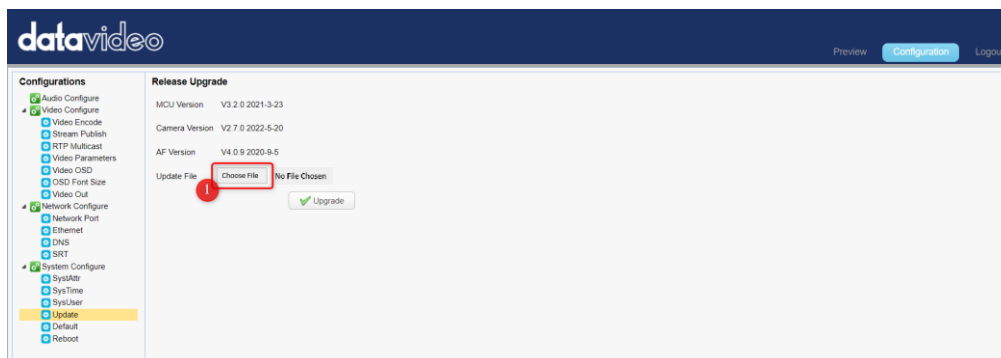 datavideo
Preview Configuration
Configurations
Audio Configure
Video Configure
Video Encode
Stream Publish
RTP Multicast
Video Parameters
Video OSD
OSD Font Size
Video Out
Network Configure
Network Port
Ethernet
DNS
SRT
System Configure
SystAttr
SysTime
SysUser
Update
Default
Reboot
Release Upgrade
MCU Version V3.2.0 2021-3-23
Camera Version V2.7.0 2022-5-20
AF Version V4.0.9 2020-9-5
Update File Choose File No File Chosen
1
Upgrade